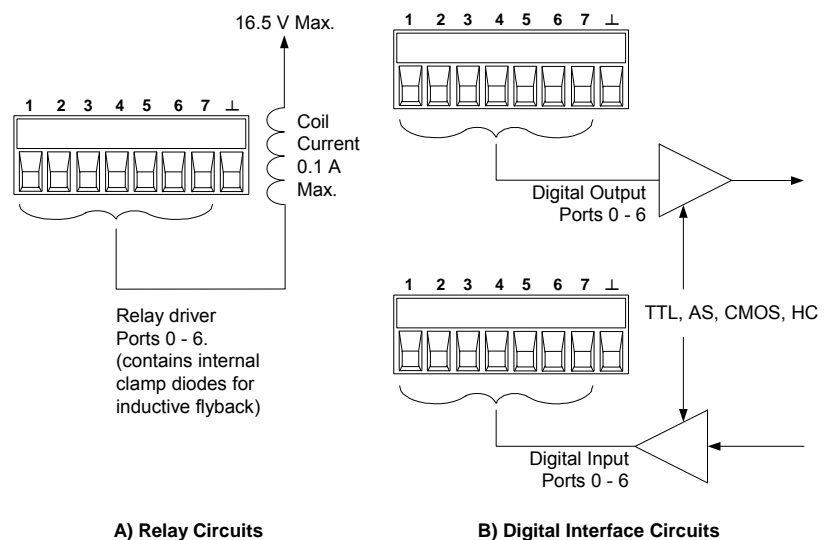 16.5 V Max.
1 2 3 4 5 6 7 ⊥
Coil
Current
0.1 A
Max.
Relay driver
Ports 0 - 6.
(contains internal
clamp diodes for
inductive flyback)
A) Relay Circuits
1 2 3 4 5 6 7 ⊥
Digital Output
Ports 0 - 6
1 2 3 4 5 6 7 ⊥
TTL, AS, CMOS, HC
Digital Input
Ports 0 - 6
B) Digital Interface Circuits